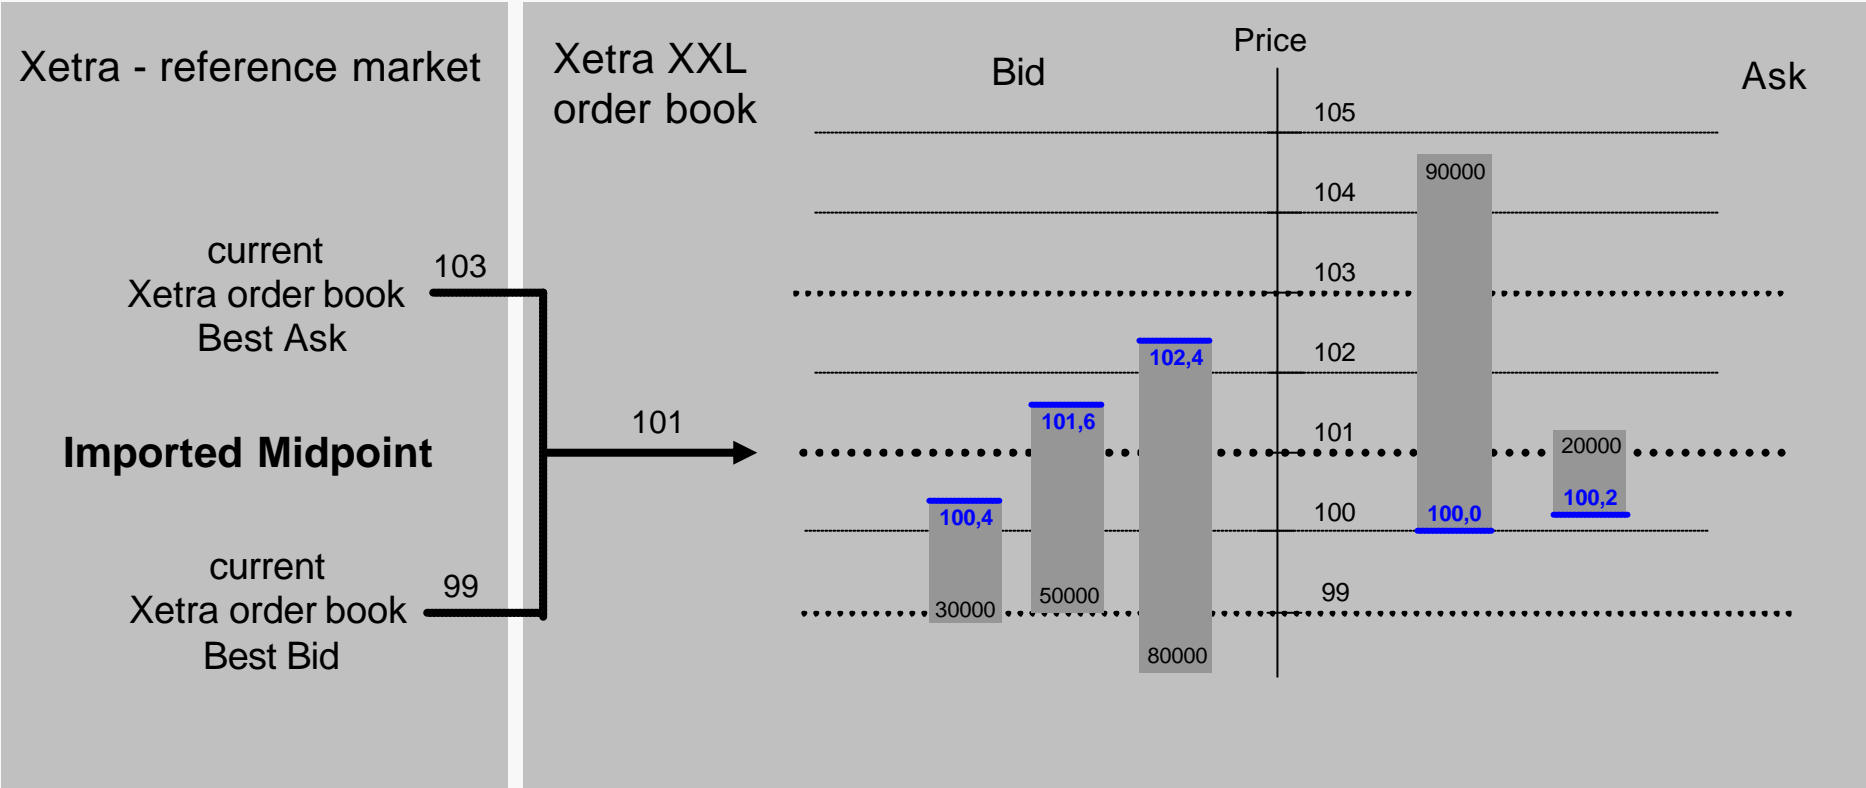 Xetra - reference market
current
Xetra order book
Best Ask
103
Imported Midpoint
101
current
Xetra order book
Best Bid
99
Xetra XXL
order book
Bid
Price
Ask
105
104
103
102
101
100
99
100,4
30000
101,6
50000
102,4
80000
90000
100,0
20000
100,2